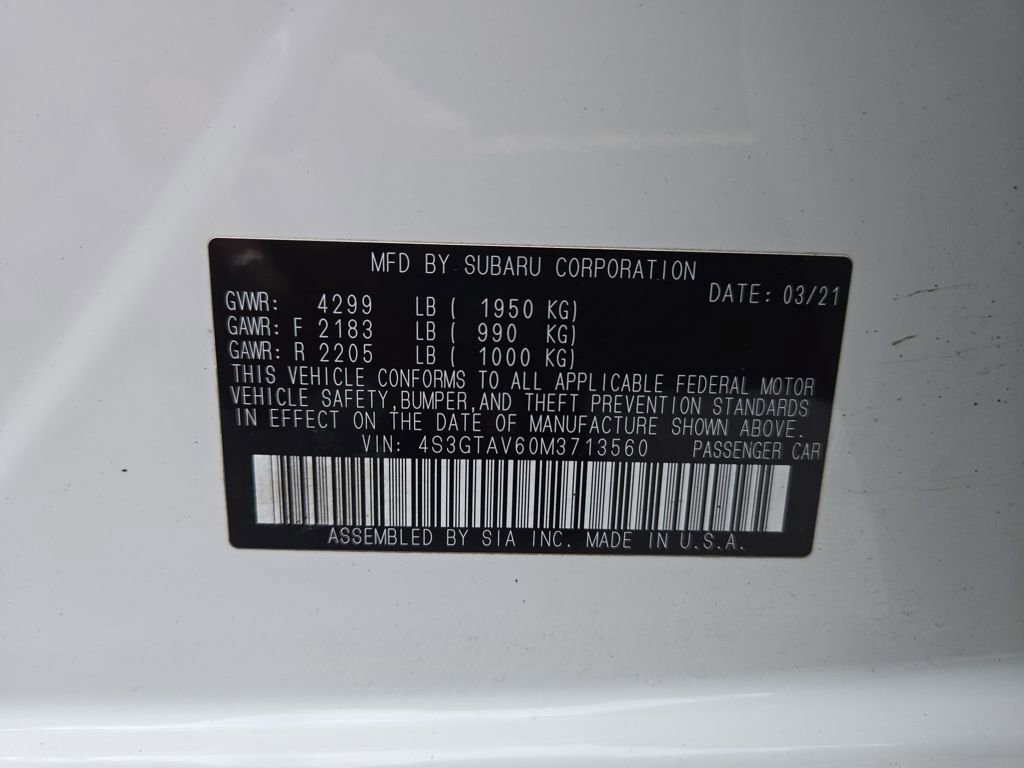 MFD BY SUBARU CORPORATION
DATE: 03/21
GVWR: 4299 LB ( 1950 KG)
GAWR: F 2183 LB ( 990 KG)
GAWR: R 2205 LB ( 1000 KG)
THIS VEHICLE CONFORMS TO ALL APPLICABLE FEDERAL MOTOR
VEHICLE SAFETY,BUMPER,AND THEFT PREVENTION STANDARDS
IN EFFECT ON THE DATE OF MANUFACTURE SHOWN ABOVE.
VIN: 4S3GTAV60M3713560 PASSENGER CAR
ASSEMBLED BY SIA INC. MADE IN U.S.A.